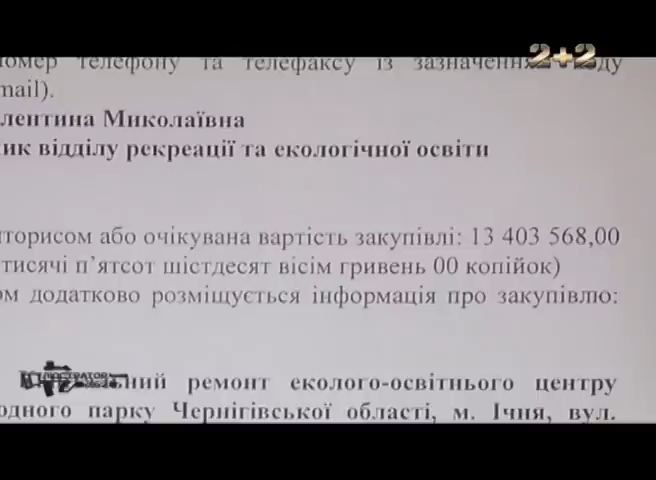 2+2
номер телефону та телефаксу із зазначенням коду
mail).
лентина Миколаївна
ик відділу рекреації та екологічної освіти
торисом або очікувана вартість закупівлі: 13 403 568,00
тисячі п'ятсот шістдесят вісім гривень 00 копійок)
ом додатково розміщується інформація про закупівлю:
ремонт еколого-освітнього центру
одного парку Чернігівської області, м. Ічня, вул.